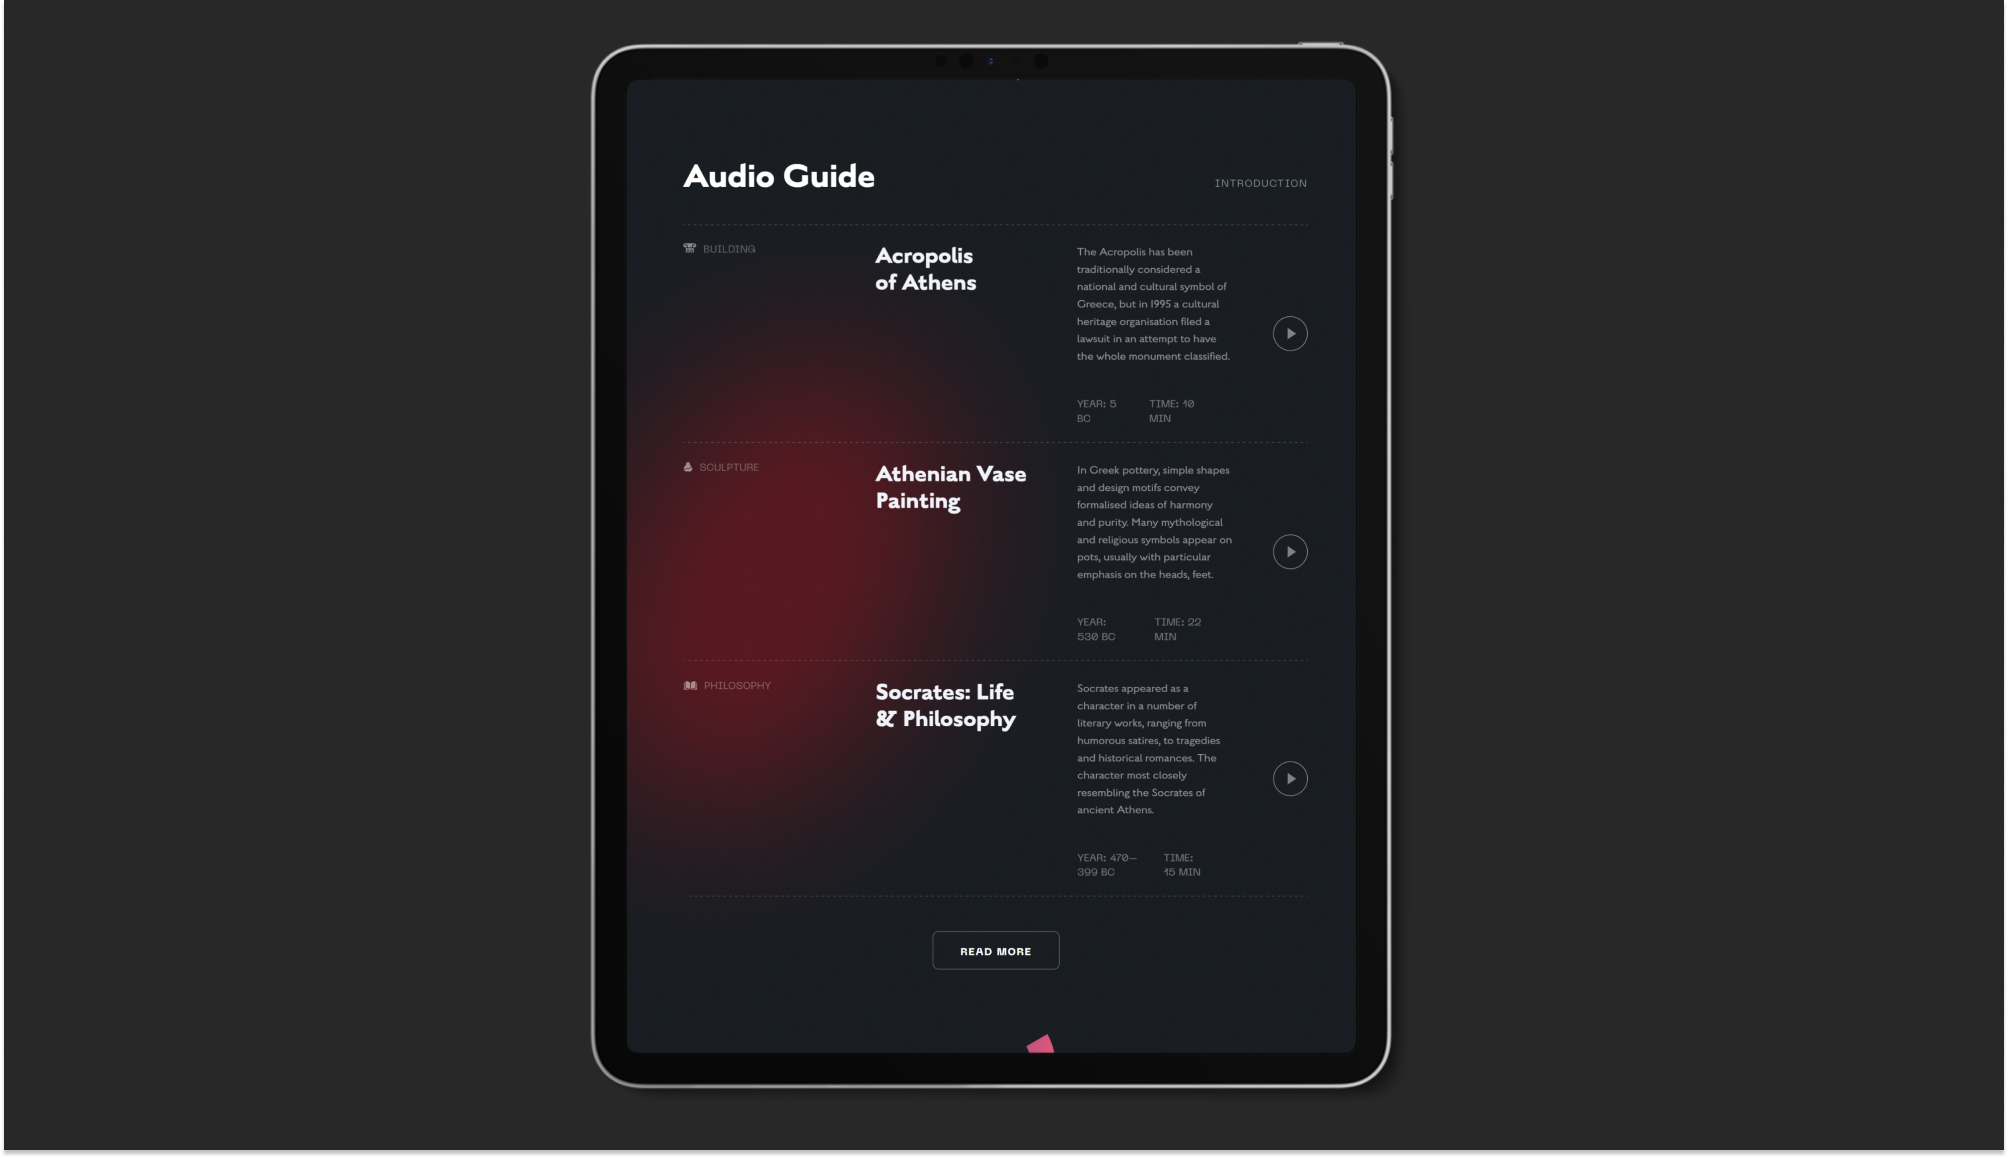 Audio Guide
INTRODUCTION
BUILDING
Acropolis
of Athens
The Acropolis has been
traditionally considered a
national and cultural symbol of
Greece, but in 1995 a cultural
heritage organisation filed a
lawsuit in an attempt to have
the whole monument classified.
YEAR: 5
BC
TIME: 10
MIN
SCULPTURE
Athenian Vase
Painting
In Greek pottery, simple shapes
and design motifs convey
formalised ideas of harmony
and purity. Many mythological
and religious symbols appear on
pots, usually with particular
emphasis on the heads, feet.
YEAR:
530 BC
TIME: 22
MIN
PHILOSOPHY
Socrates: Life
& Philosophy
Socrates appeared as a
character in a number of
literary works, ranging from
humorous satires, to tragedies
and historical romances. The
character most closely
resembling the Socrates of
ancient Athens.
YEAR: 470–
399 BC
TIME:
15 MIN
READ MORE